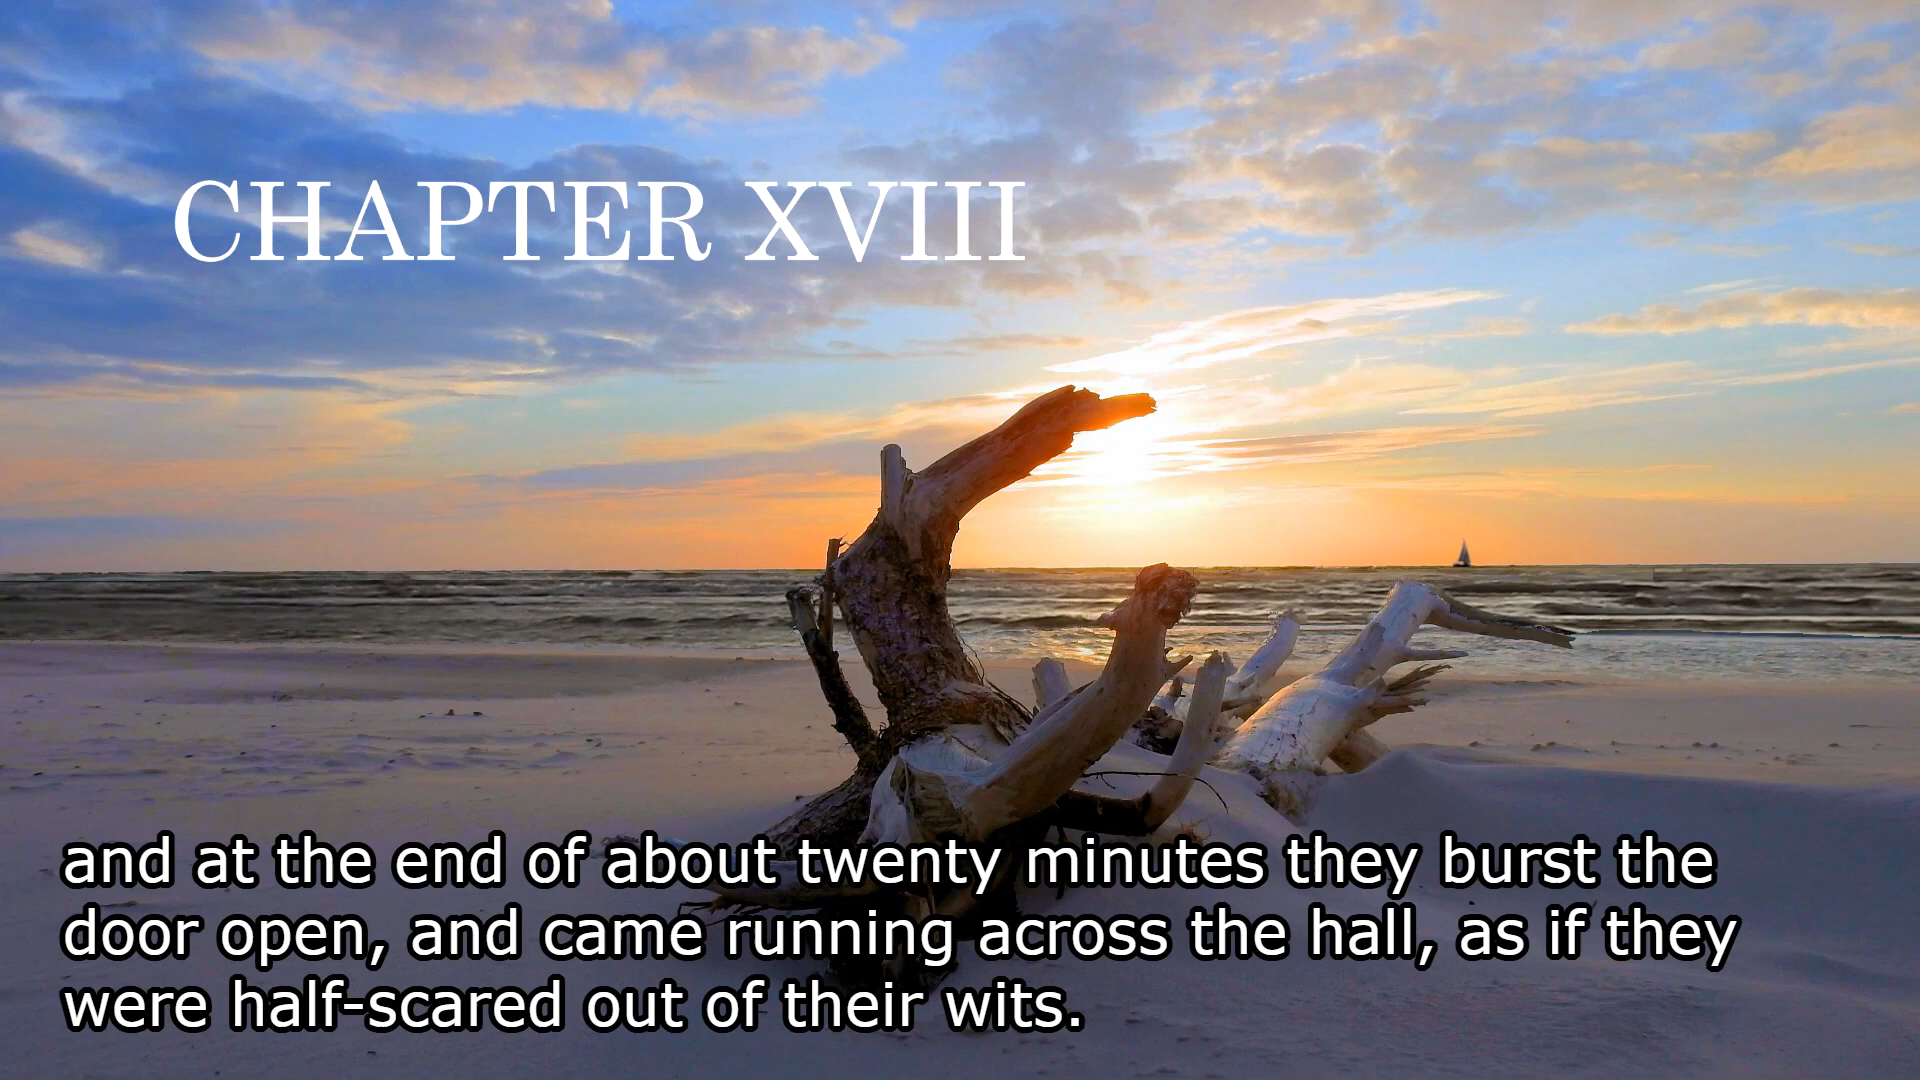 CHAPTER XVIII
and at the end of about twenty minutes they burst the
door open, and came running across the hall, as if they
were half-scared out of their wits.